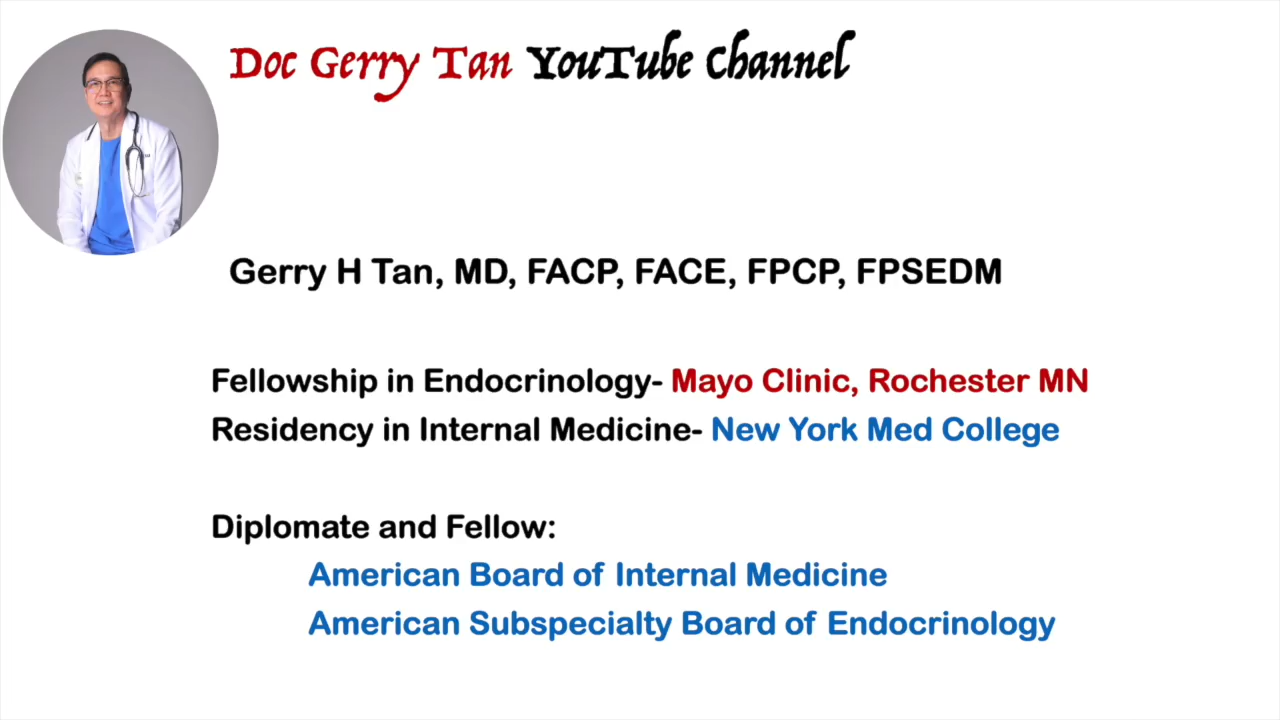 Doc Gerry Tan YouTube Channel
Gerry H Tan, MD, FACP, FACE, FPCP, FPSEDM
Fellowship in Endocrinology- Mayo Clinic, Rochester MN
Residency in Internal Medicine- New York Med College
Diplomate and Fellow:
American Board of Internal Medicine
American Subspecialty Board of Endocrinology